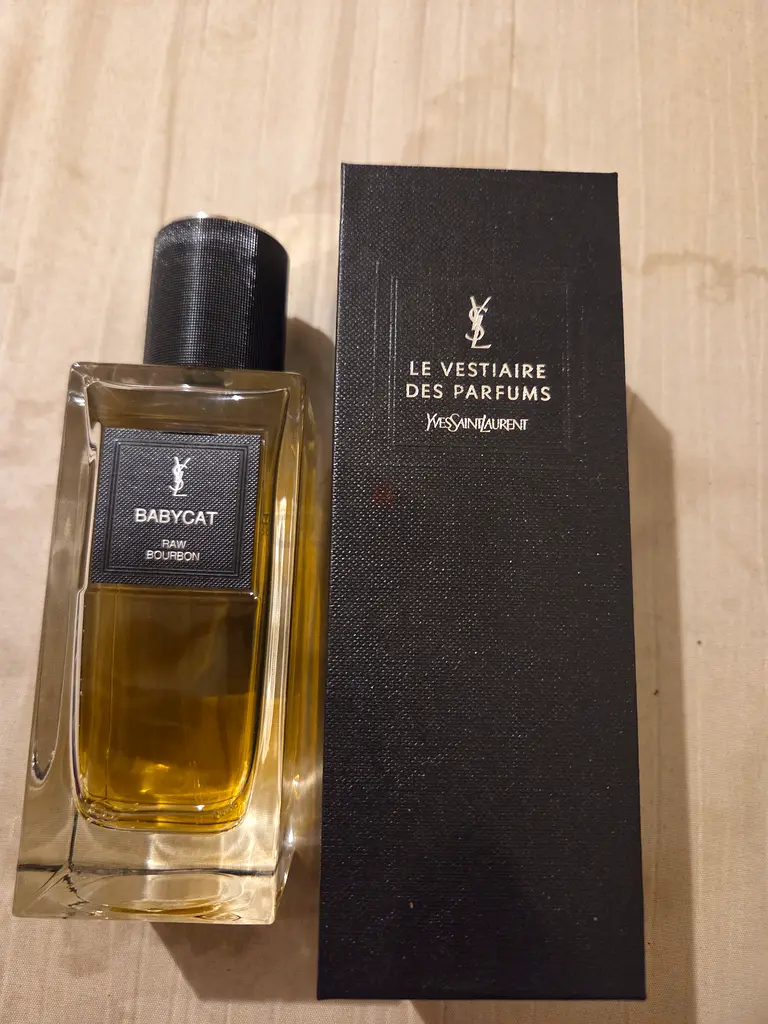 YSL
BABYCAT
RAW
BOURBON
YSL
LE VESTIAIRE
DES PARFUMS
YVESSAINTLAURENT